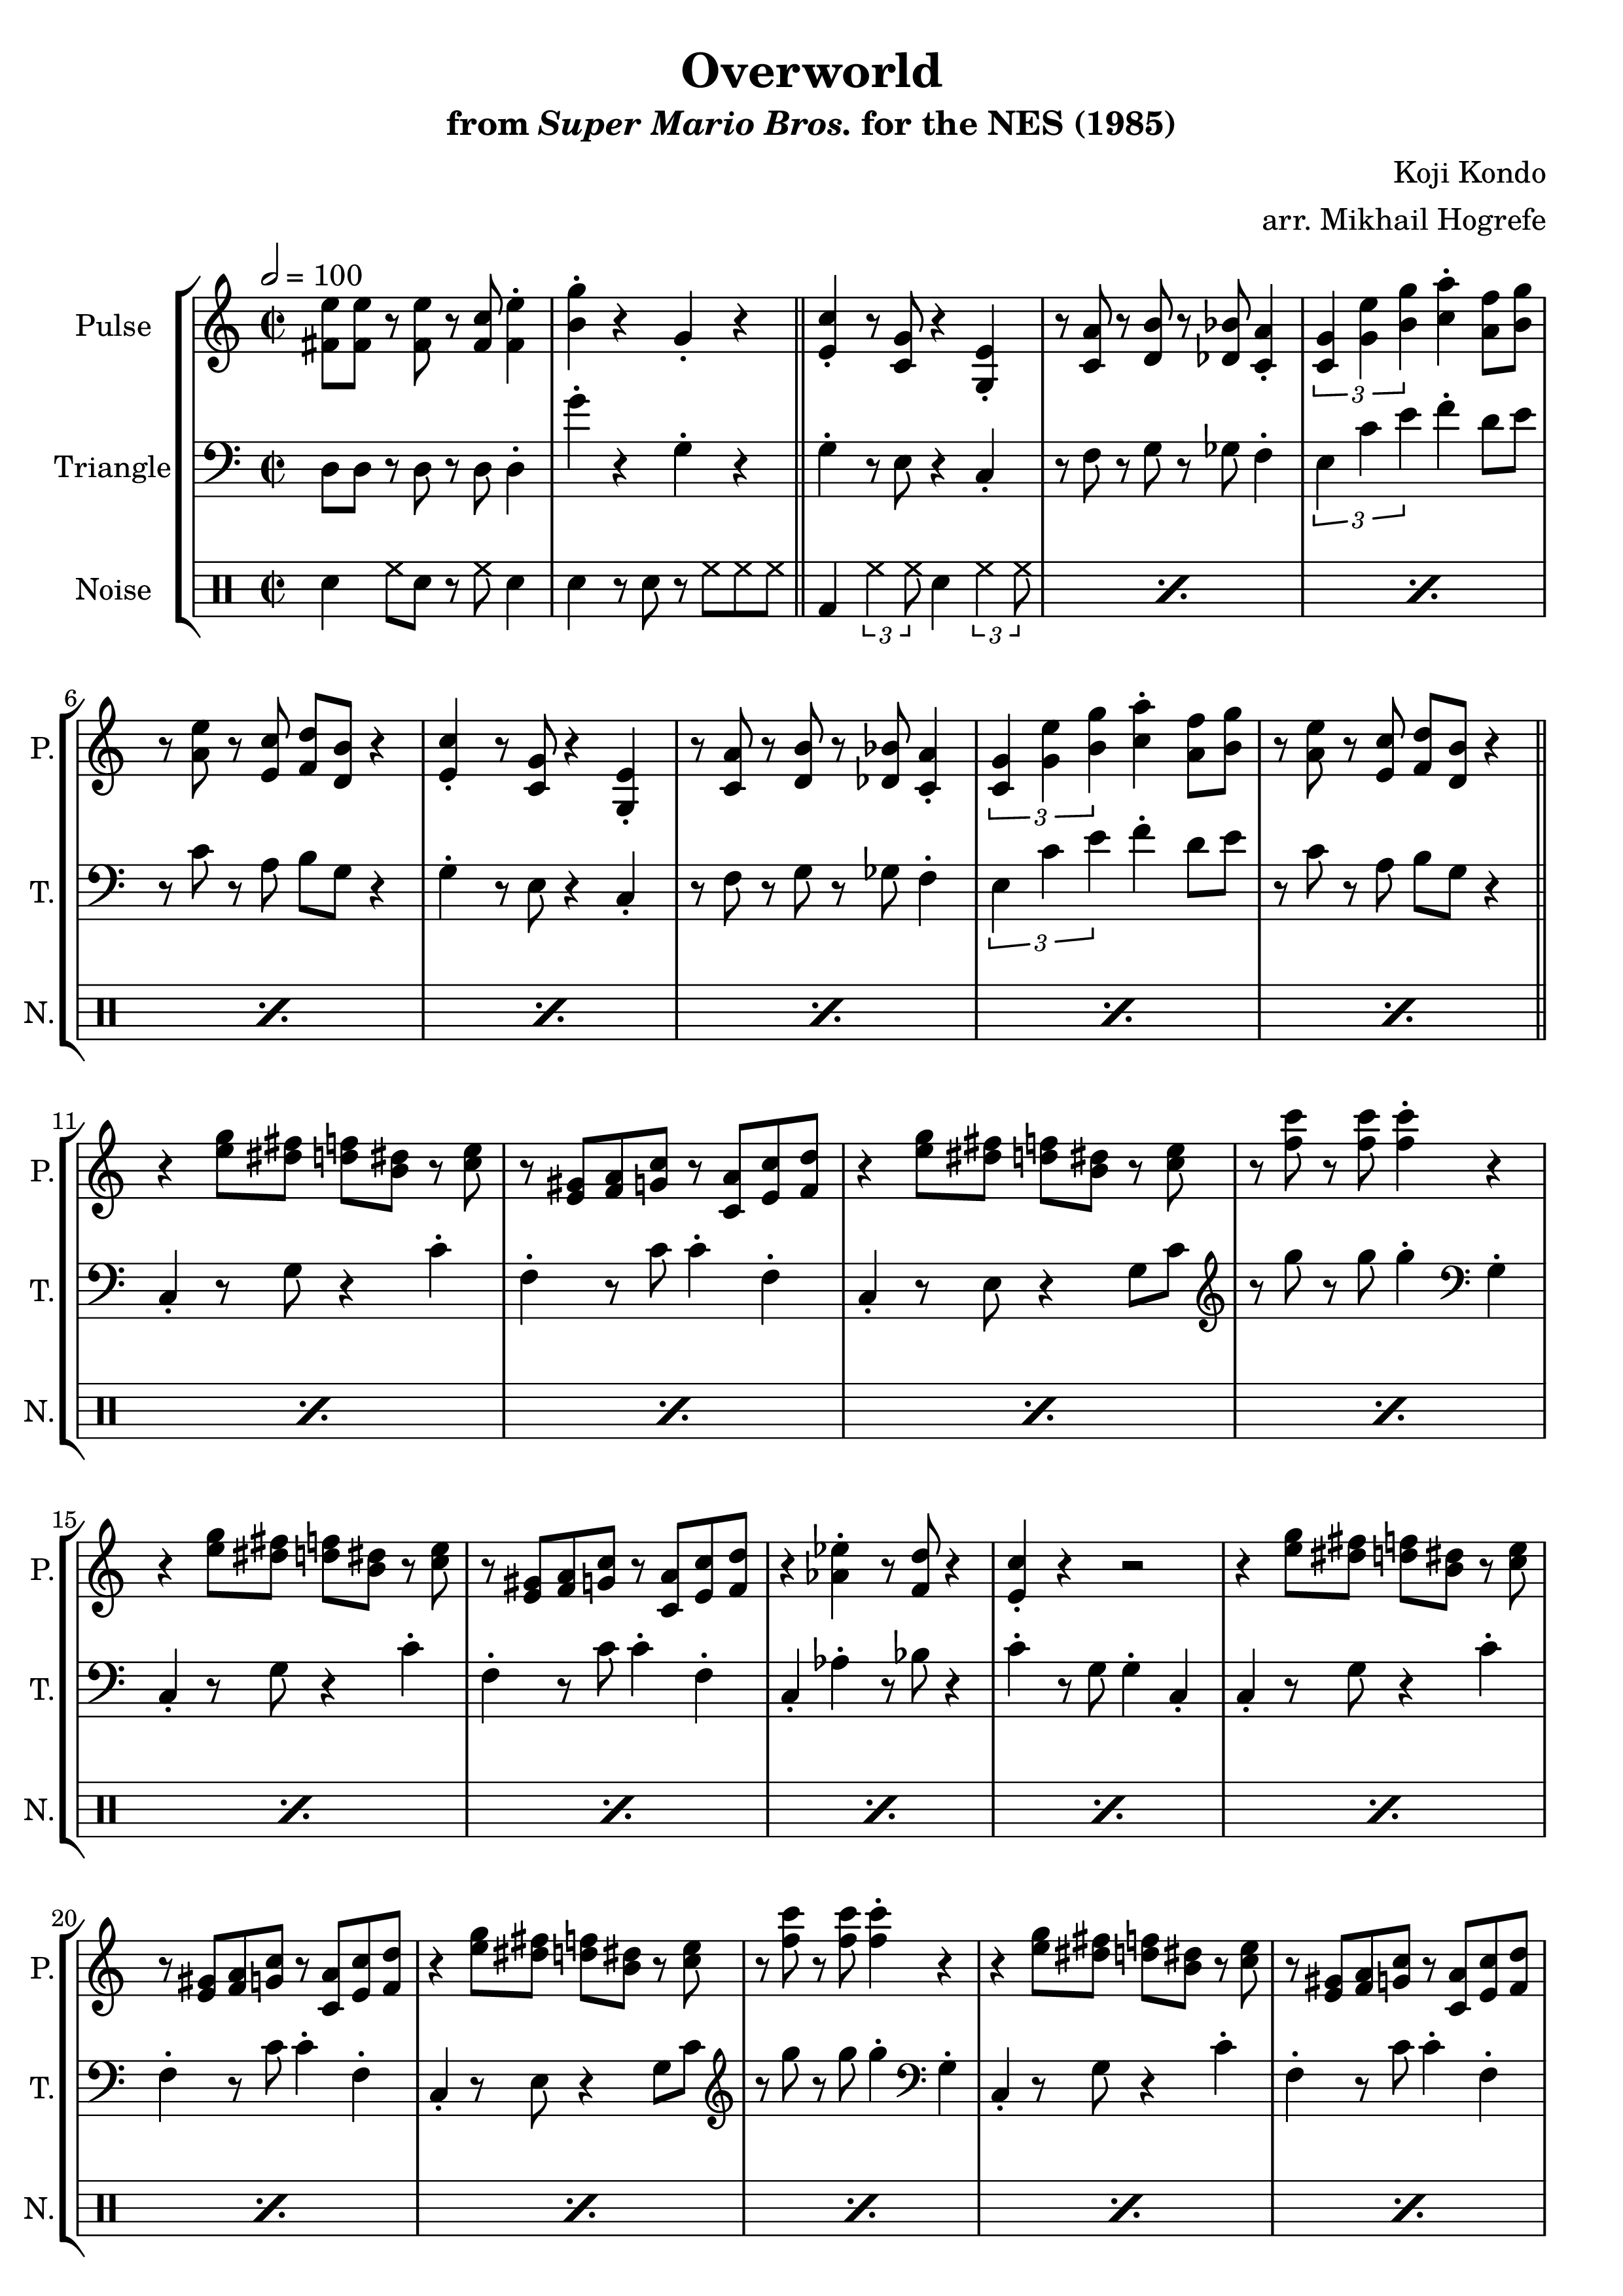 Overworld
from Super Mario Bros. for the NES (1985)
Koji Kondo
arr. Mikhail Hogrefe
= 100
Pulse
3
Triangle
3
Noise
3 3
6
P.
3
T.
3
N.
11
P.
T.
N.
15
P.
T.
N.
20
P.
T.
N.